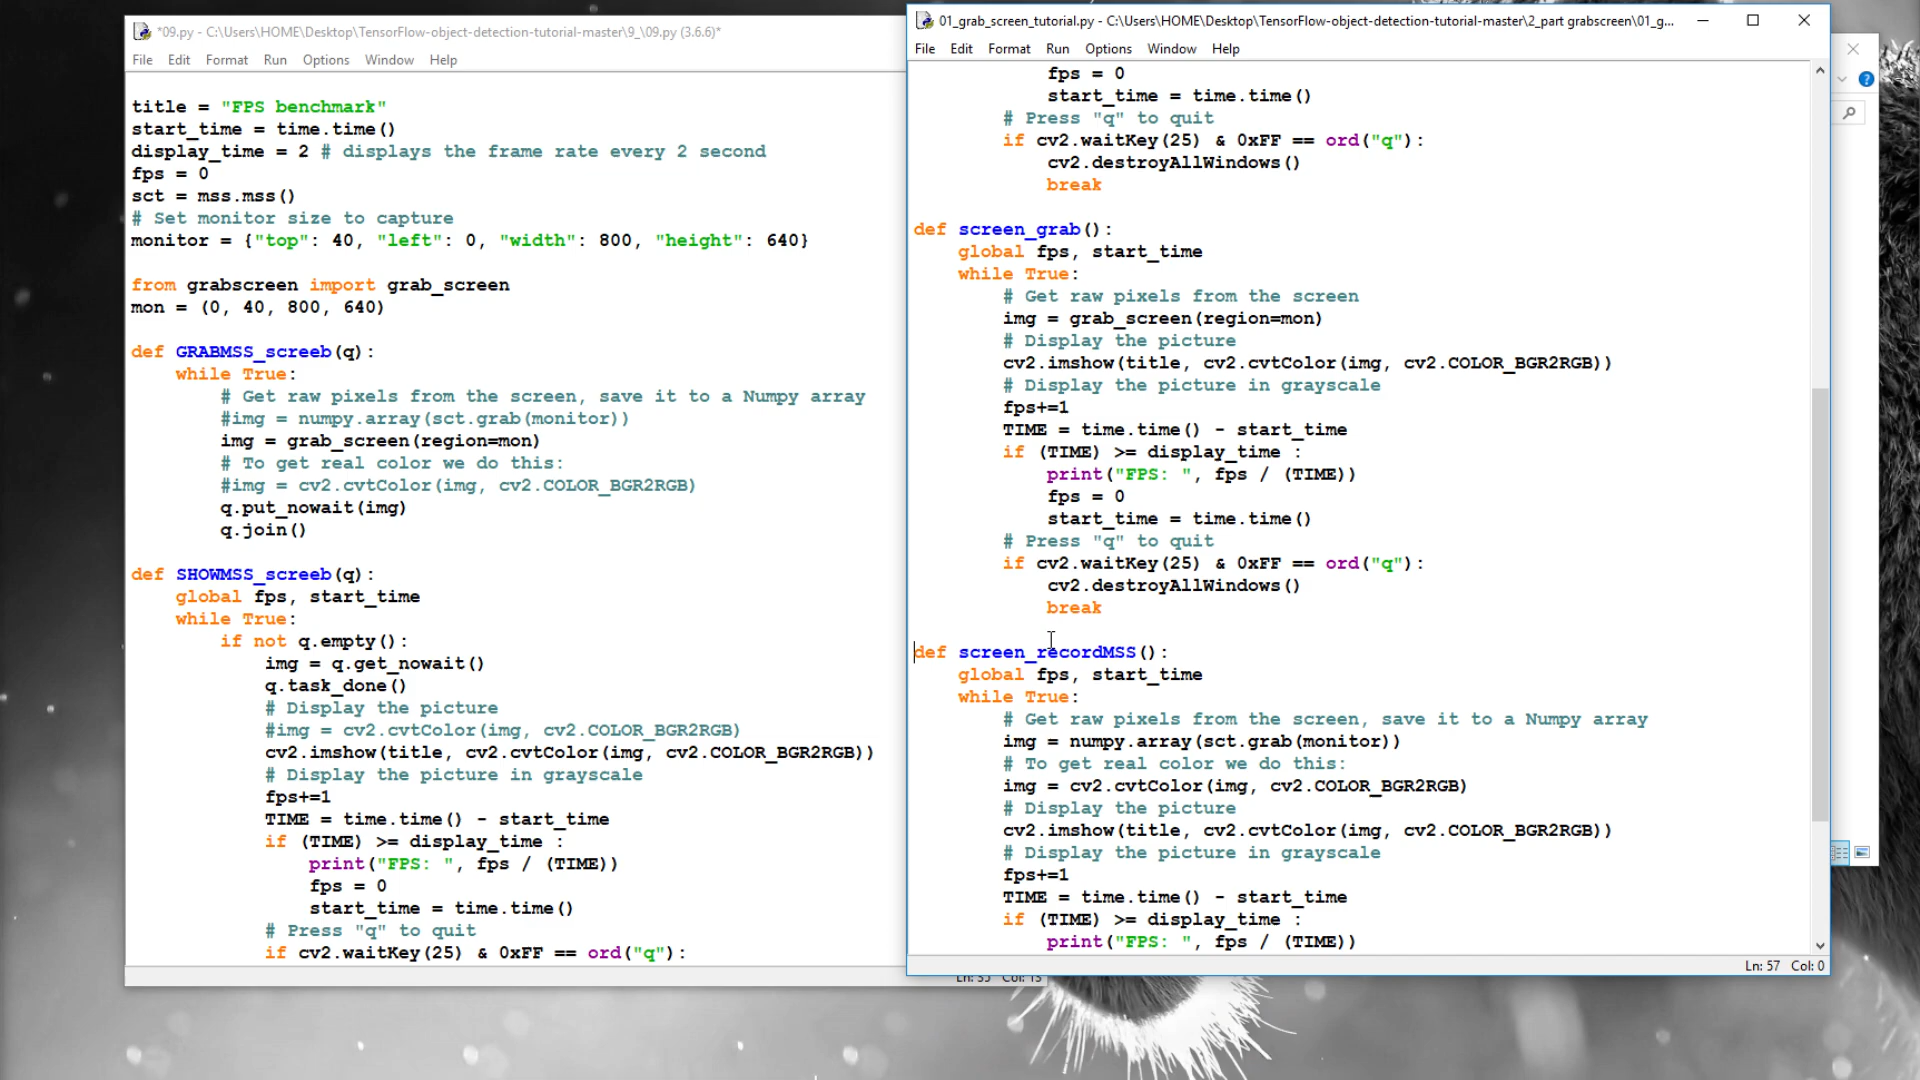 *09.py - C:\Users\HOME\Desktop\TensorFlow-object-detection-tutorial-master\9_\09.py (3.6.6)*
File Edit Format Run Options Window Help
title = "FPS benchmark"
start_time = time.time()
display_time = 2 # displays the frame rate every 2 second
fps = 0
sct = mss.mss()
# Set monitor size to capture
monitor = {"top": 40, "left": 0, "width": 800, "height": 640}
from grabscreen import grab_screen
mon = (0, 40, 800, 640)
def GRABMSS_screeb(q):
while True:
# Get raw pixels from the screen, save it to a Numpy array
#img = numpy.array(sct.grab(monitor))
img = grab_screen(region=mon)
# To get real color we do this:
#img = cv2.cvtColor(img, cv2.COLOR_BGR2RGB)
q.put_nowait(img)
q.join()
def SHOWMSS_screeb(q):
global fps, start_time
while True:
if not q.empty():
img = q.get_nowait()
q.task_done()
# Display the picture
#img = cv2.cvtColor(img, cv2.COLOR_BGR2RGB)
cv2.imshow(title, cv2.cvtColor(img, cv2.COLOR_BGR2RGB))
# Display the picture in grayscale
fps+=1
TIME = time.time() - start_time
if (TIME) >= display_time :
print("FPS: ", fps / (TIME))
fps = 0
start_time = time.time()
# Press "q" to quit
if cv2.waitKey(25) & 0xFF == ord("q"):
Ln: 35 Col: 13
01_grab_screen_tutorial.py - C:\Users\HOME\Desktop\TensorFlow-object-detection-tutorial-master\2_part grabscreen\01_g...
File Edit Format Run Options Window Help
fps = 0
start_time = time.time()
# Press "q" to quit
if cv2.waitKey(25) & 0xFF == ord("q"):
cv2.destroyAllWindows()
break
def screen_grab():
global fps, start_time
while True:
# Get raw pixels from the screen
img = grab_screen(region=mon)
# Display the picture
cv2.imshow(title, cv2.cvtColor(img, cv2.COLOR_BGR2RGB))
# Display the picture in grayscale
fps+=1
TIME = time.time() - start_time
if (TIME) >= display_time :
print("FPS: ", fps / (TIME))
fps = 0
start_time = time.time()
# Press "q" to quit
if cv2.waitKey(25) & 0xFF == ord("q"):
cv2.destroyAllWindows()
break
def screen_recordMSS():
global fps, start_time
while True:
# Get raw pixels from the screen, save it to a Numpy array
img = numpy.array(sct.grab(monitor))
# To get real color we do this:
img = cv2.cvtColor(img, cv2.COLOR_BGR2RGB)
# Display the picture
cv2.imshow(title, cv2.cvtColor(img, cv2.COLOR_BGR2RGB))
# Display the picture in grayscale
fps+=1
TIME = time.time() - start_time
if (TIME) >= display_time :
print("FPS: ", fps / (TIME))
Ln: 57 Col: 0